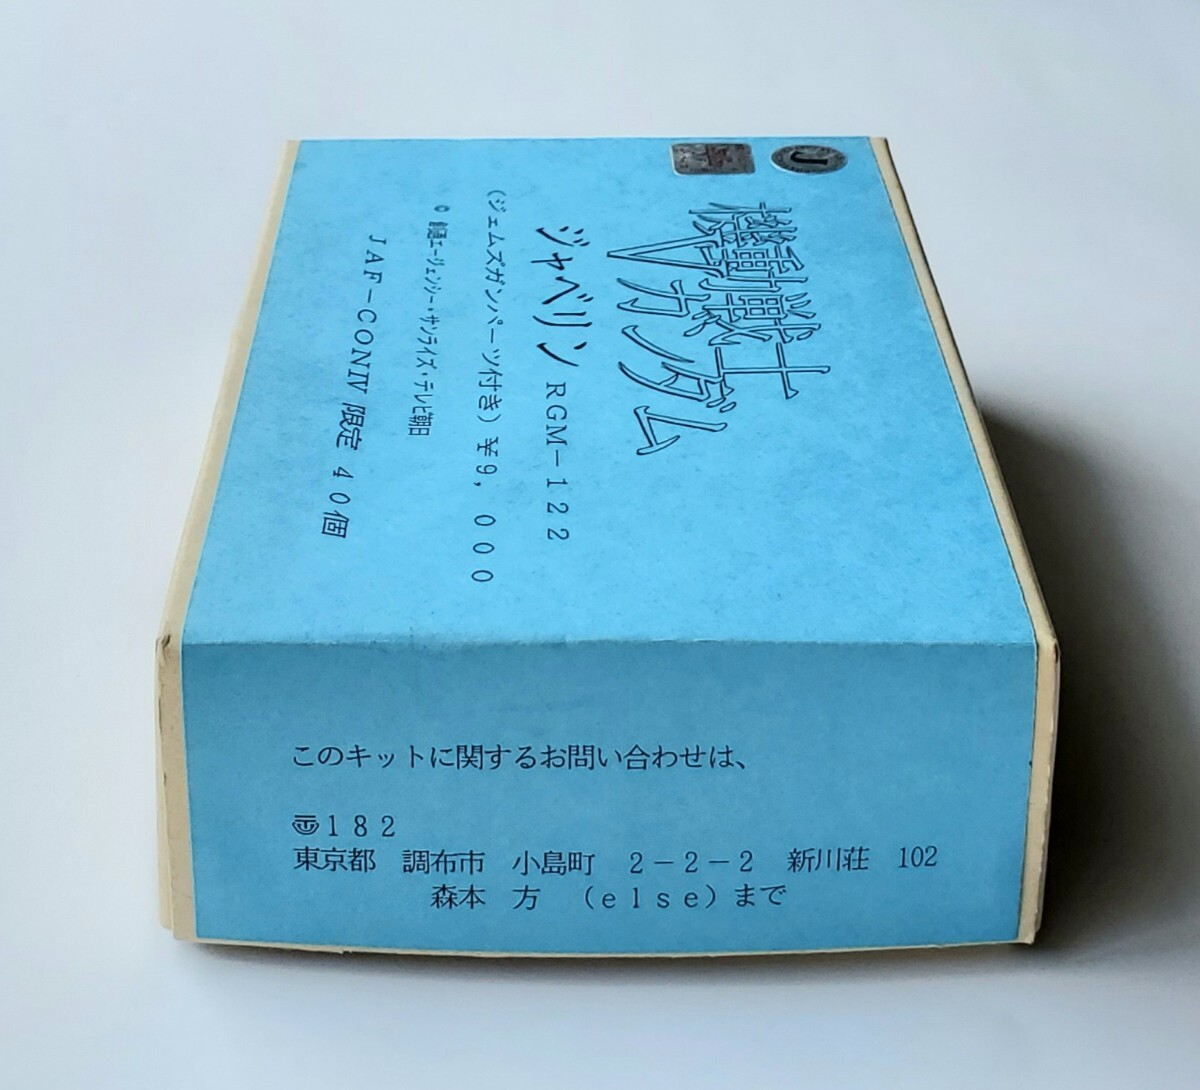 J
機動戦士
Vガンダム
ジャベリン RGM-122
(ジェムズガンパーツ付き) ¥9,000
© 創通エージェンシー・サンライズ・テレビ朝日
JAF-CONIV 限定 40個
このキットに関するお問い合わせは、
〠182
東京都 調布市 小島町 2-2-2 新川荘 102
森本 方 (else)まで